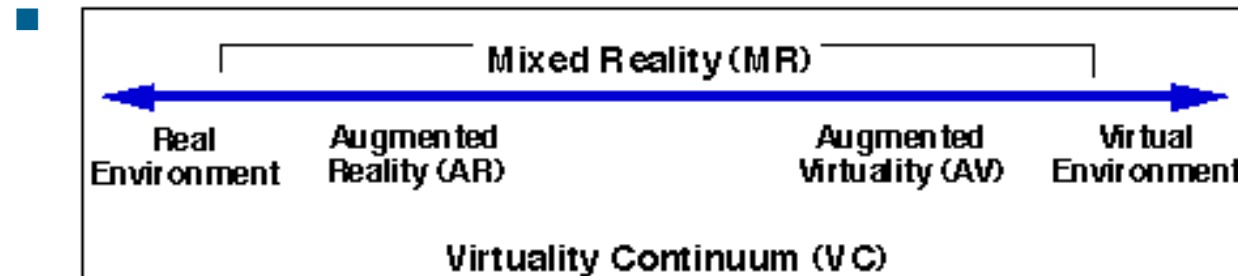 Mixed Reality (MR)
Real Environment
Augmented Reality (AR)
Augmented Virtuality (AV)
Virtual Environment
Virtuality Continuum (VC)